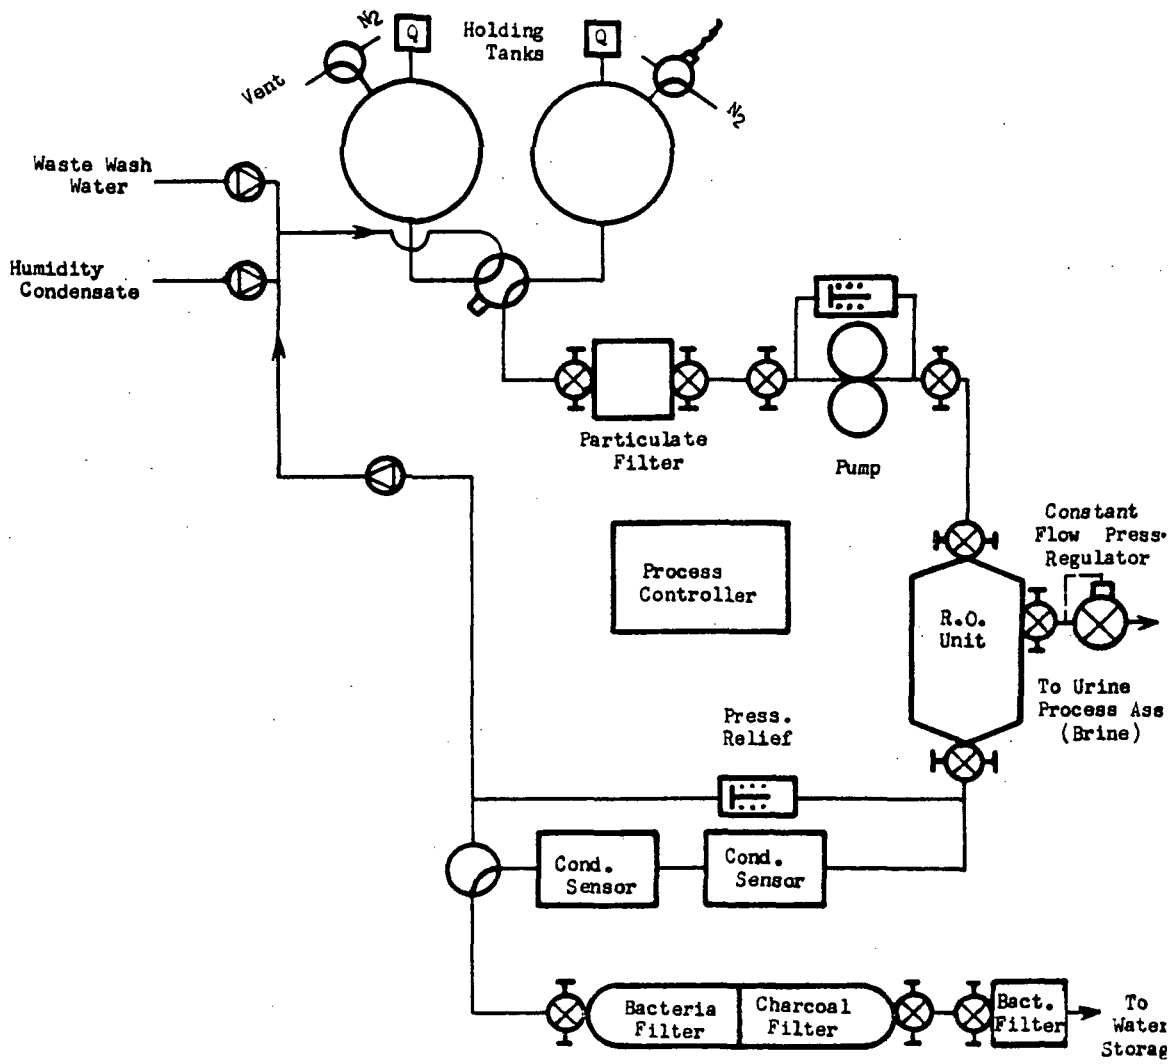 N2
Q
Holding
Tanks
Q
Vent
N2
Waste Wash
Water
Humidity
Condensate
Particulate
Filter
Pump
Constant
Flow Press.
Regulator
Process
Controller
R.O.
Unit
To Urine
Process Ass
(Brine)
Press.
Relief
Cond.
Sensor
Cond.
Sensor
Bacteria
Filter
Charcoal
Filter
Bact.
Filter
To
Water
Storag